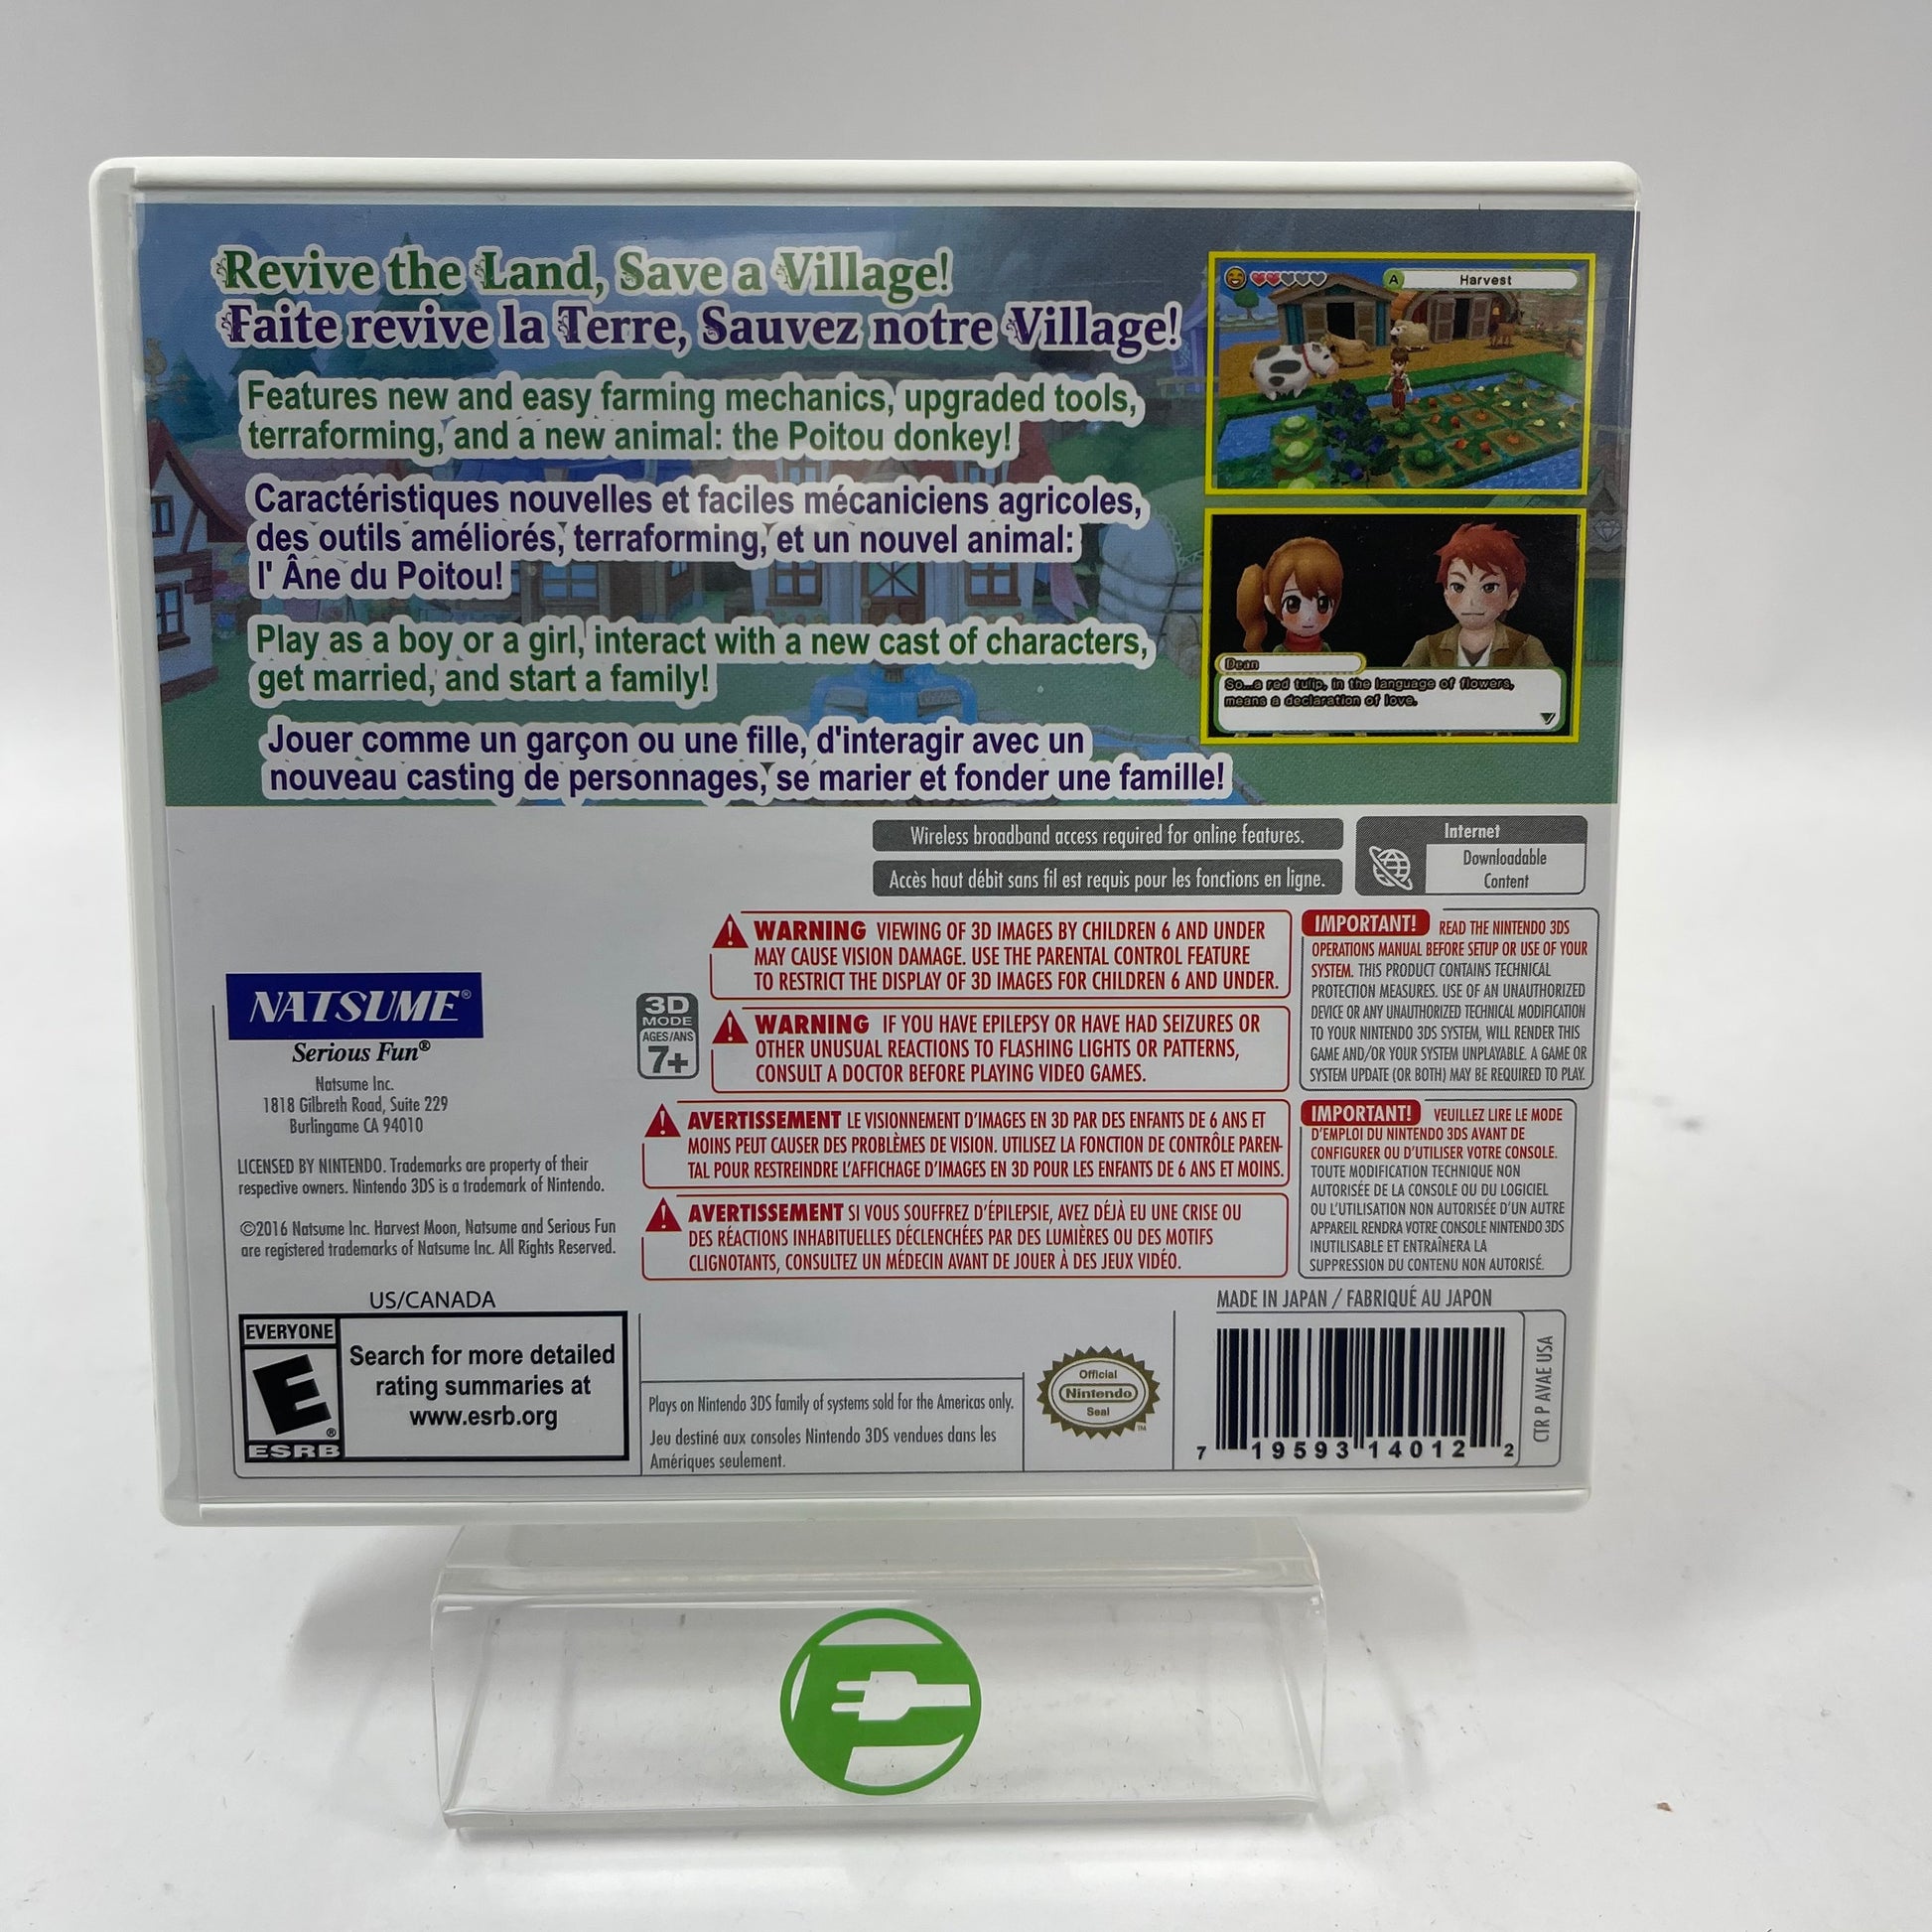 Revive the Land, Save a Village!
Faite revive la Terre, Sauvez notre Village!
Features new and easy farming mechanics, upgraded tools,
terraforming, and a new animal: the Poitou donkey!
Caractéristiques nouvelles et faciles mécaniciens agricoles,
des outils améliorés, terraforming, et un nouvel animal:
l' Âne du Poitou!
Play as a boy or a girl, interact with a new cast of characters,
get married, and start a family!
Jouer comme un garçon ou une fille, d'interagir avec un
nouveau casting de personnages, se marier et fonder une famille!
A Harvest
Dean
So...a red tulip, in the language of flowers,
means a declaration of love.
Wireless broadband access required for online features.
Accès haut débit sans fil est requis pour les fonctions en ligne.
Internet
Downloadable
Content
NATSUME®
Serious Fun®
Natsume Inc.
1818 Gilbreth Road, Suite 229
Burlingame CA 94010
LICENSED BY NINTENDO. Trademarks are property of their
respective owners. Nintendo 3DS is a trademark of Nintendo.
©2016 Natsume Inc. Harvest Moon, Natsume and Serious Fun
are registered trademarks of Natsume Inc. All Rights Reserved.
3D
MODE
AGES/ANS
7+
WARNING VIEWING OF 3D IMAGES BY CHILDREN 6 AND UNDER
MAY CAUSE VISION DAMAGE. USE THE PARENTAL CONTROL FEATURE
TO RESTRICT THE DISPLAY OF 3D IMAGES FOR CHILDREN 6 AND UNDER.
WARNING IF YOU HAVE EPILEPSY OR HAVE HAD SEIZURES OR
OTHER UNUSUAL REACTIONS TO FLASHING LIGHTS OR PATTERNS,
CONSULT A DOCTOR BEFORE PLAYING VIDEO GAMES.
AVERTISSEMENT LE VISIONNEMENT D'IMAGES EN 3D PAR DES ENFANTS DE 6 ANS ET
MOINS PEUT CAUSER DES PROBLÈMES DE VISION. UTILISEZ LA FONCTION DE CONTRÔLE PAREN-
TAL POUR RESTREINDRE L'AFFICHAGE D'IMAGES EN 3D POUR LES ENFANTS DE 6 ANS ET MOINS.
AVERTISSEMENT SI VOUS SOUFFREZ D'ÉPILEPSIE, AVEZ DÉJÀ EU UNE CRISE OU
DES RÉACTIONS INHABITUELLES DÉCLENCHÉES PAR DES LUMIÈRES OU DES MOTIFS
CLIGNOTANTS, CONSULTEZ UN MÉDECIN AVANT DE JOUER À DES JEUX VIDÉO.
IMPORTANT! READ THE NINTENDO 3DS
OPERATIONS MANUAL BEFORE SETUP OR USE OF YOUR
SYSTEM. THIS PRODUCT CONTAINS TECHNICAL
PROTECTION MEASURES. USE OF AN UNAUTHORIZED
DEVICE OR ANY UNAUTHORIZED TECHNICAL MODIFICATION
TO YOUR NINTENDO 3DS SYSTEM, WILL RENDER THIS
GAME AND/OR YOUR SYSTEM UNPLAYABLE. A GAME OR
SYSTEM UPDATE (OR BOTH) MAY BE REQUIRED TO PLAY.
IMPORTANT! VEUILLEZ LIRE LE MODE
D'EMPLOI DU NINTENDO 3DS AVANT DE
CONFIGURER OU D'UTILISER VOTRE CONSOLE.
TOUTE MODIFICATION TECHNIQUE NON
AUTORISÉE DE LA CONSOLE OU DU LOGICIEL
OU L'UTILISATION NON AUTORISÉE D'UN AUTRE
APPAREIL RENDRA VOTRE CONSOLE NINTENDO 3DS
INUTILISABLE ET ENTRAÎNERA LA
SUPPRESSION DU CONTENU NON AUTORISÉ.
US/CANADA
EVERYONE
E
ESRB
Search for more detailed
rating summaries at
www.esrb.org
Plays on Nintendo 3DS family of systems sold for the Americas only.
Jeu destiné aux consoles Nintendo 3DS vendues dans les
Amériques seulement.
Official
Nintendo
Seal
MADE IN JAPAN / FABRIQUÉ AU JAPON
7 19593 14012 2
CTR P AVAE USA